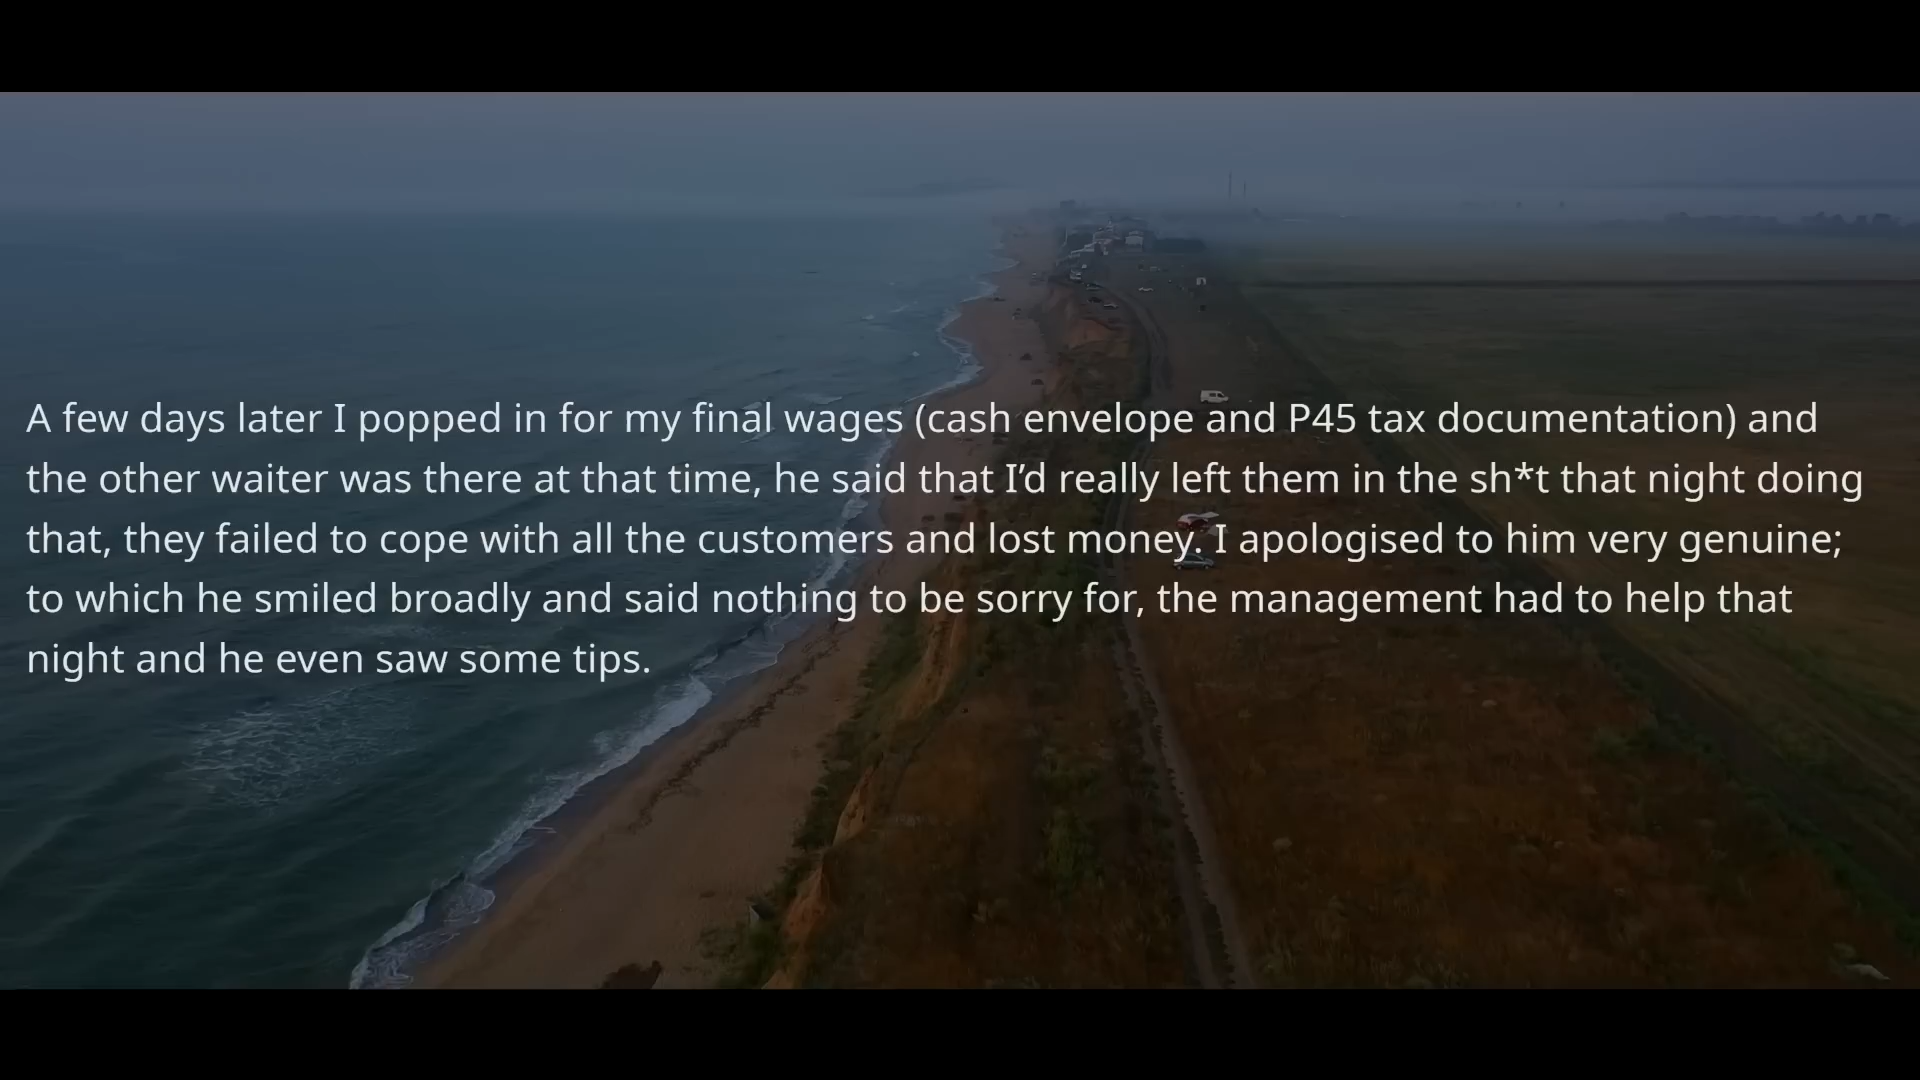 A few days later I popped in for my final wages (cash envelope and P45 tax documentation) and
the other waiter was there at that time, he said that I’d really left them in the sh*t that night doing
that, they failed to cope with all the customers and lost money. I apologised to him very genuine;
to which he smiled broadly and said nothing to be sorry for, the management had to help that
night and he even saw some tips.